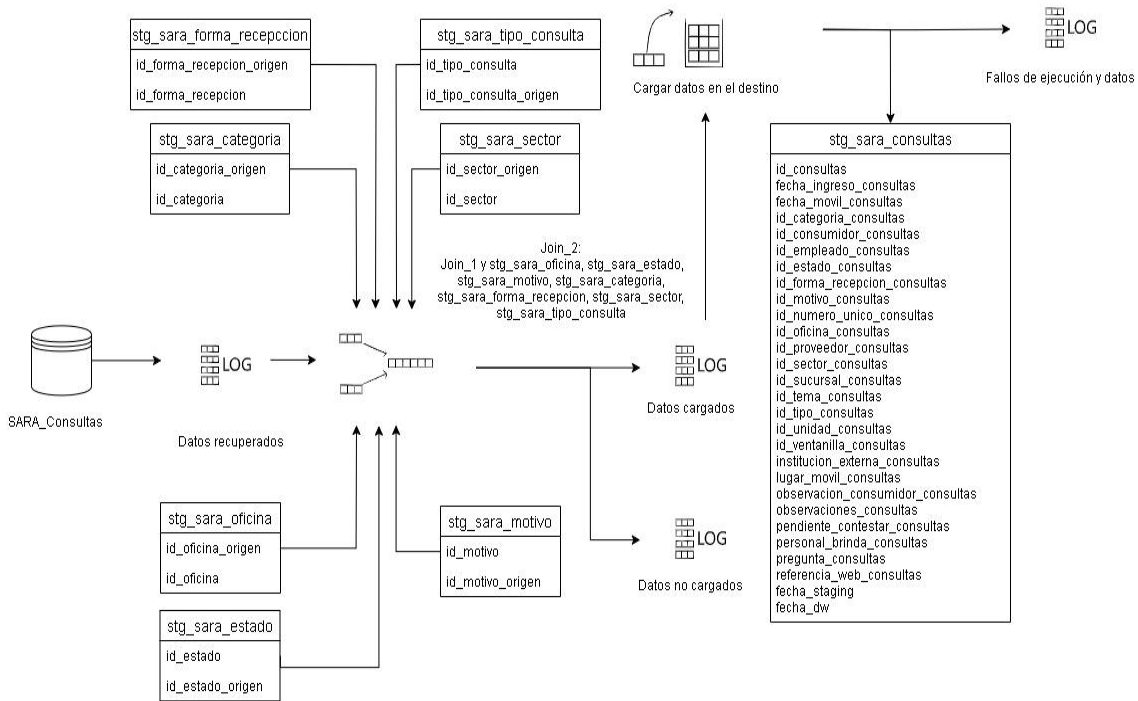 stg_sara_forma_recepccion
id_forma_recepcion_origen
id_forma_recepcion
stg_sara_tipo_consulta
id_tipo_consulta
id_tipo_consulta_origen
stg_sara_categoria
id_categoria_origen
id_categoria
stg_sara_sector
id_sector_origen
id_sector
Cargar datos en el destino
LOG
Fallos de ejecución y datos
Join_2:
Join_1 y stg_sara_oficina, stg_sara_estado,
stg_sara_motivo, stg_sara_categoria,
stg_sara_forma_recepcion, stg_sara_sector,
stg_sara_tipo_consulta
SARA_Consultas
LOG
Datos recuperados
LOG
Datos cargados
LOG
Datos no cargados
stg_sara_oficina
id_oficina_origen
id_oficina
stg_sara_motivo
id_motivo
id_motivo_origen
stg_sara_estado
id_estado
id_estado_origen
stg_sara_consultas
id_consultas
fecha_ingreso_consultas
fecha_movil_consultas
id_categoria_consultas
id_consumidor_consultas
id_empleado_consultas
id_estado_consultas
id_forma_recepcion_consultas
id_motivo_consultas
id_numero_unico_consultas
id_oficina_consultas
id_proveedor_consultas
id_sector_consultas
id_sucursal_consultas
id_tema_consultas
id_tipo_consultas
id_unidad_consultas
id_ventanilla_consultas
institucion_externa_consultas
lugar_movil_consultas
observacion_consumidor_consultas
observaciones_consultas
pendiente_contestar_consultas
personal_brinda_consultas
pregunta_consultas
referencia_web_consultas
fecha_staging
fecha_dw